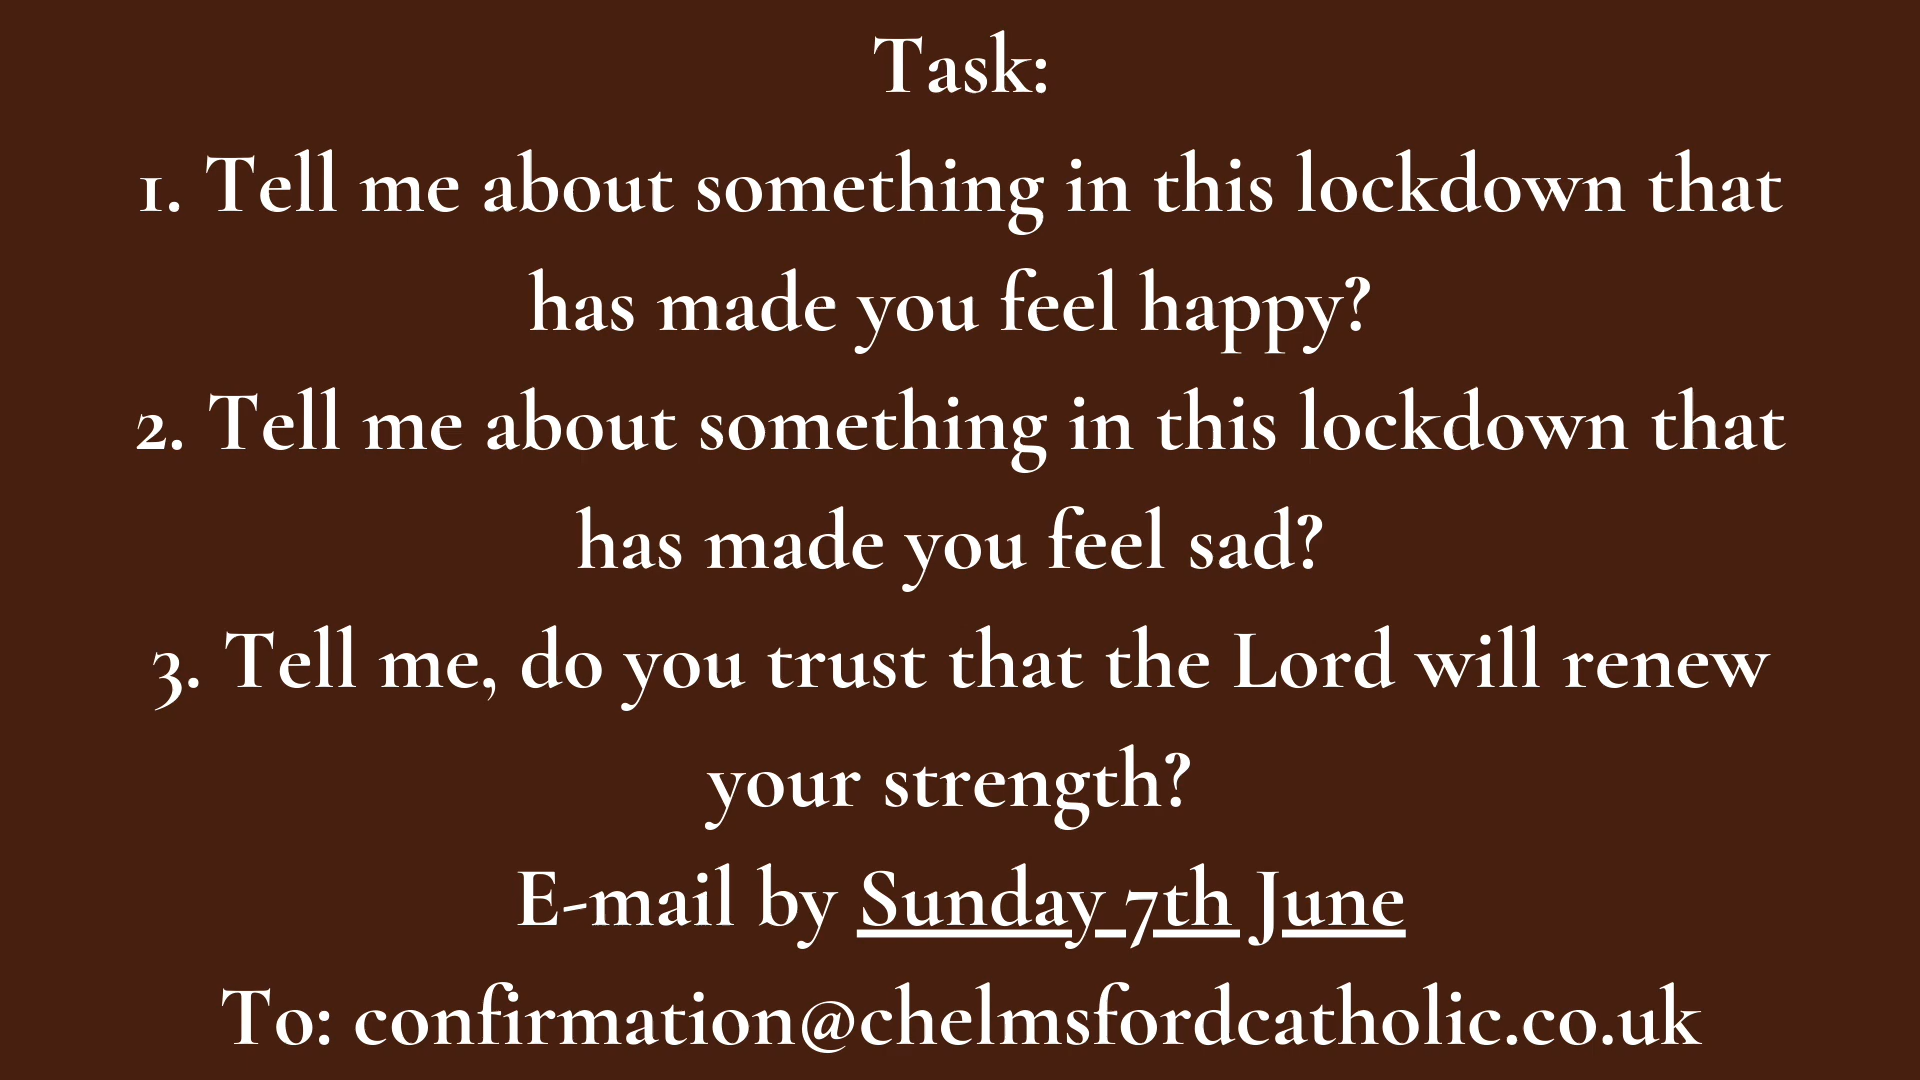 Task:
1. Tell me about something in this lockdown that
has made you feel happy?
2. Tell me about something in this lockdown that
has made you feel sad?
3. Tell me, do you trust that the Lord will renew
your strength?
E-mail by Sunday 7th June
To: confirmation@chelmsfordcatholic.co.uk